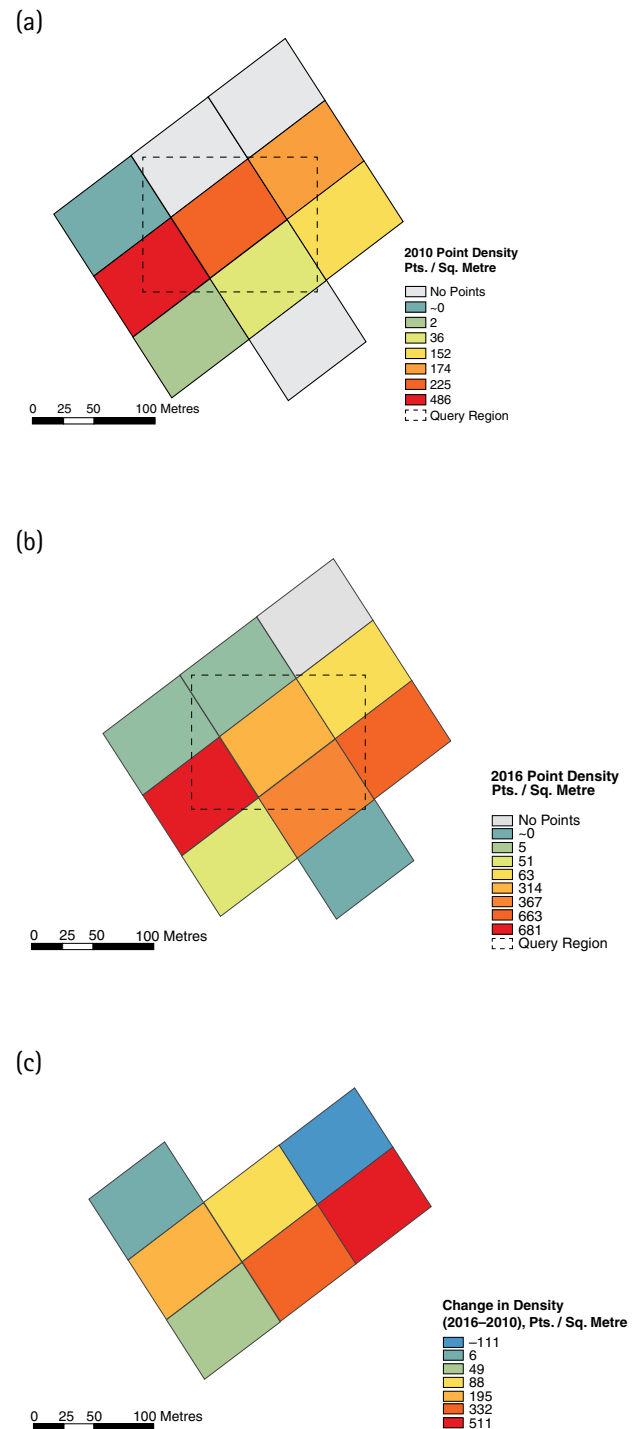 (a)
2010 Point Density
Pts. / Sq. Metre
No Points
~0
2
36
152
174
225
486
Query Region
0 25 50 100 Metres
(b)
2016 Point Density
Pts. / Sq. Metre
No Points
~0
5
51
63
314
367
663
681
Query Region
0 25 50 100 Metres
(c)
Change in Density
(2016–2010), Pts. / Sq. Metre
–111
6
49
88
195
332
511
0 25 50 100 Metres